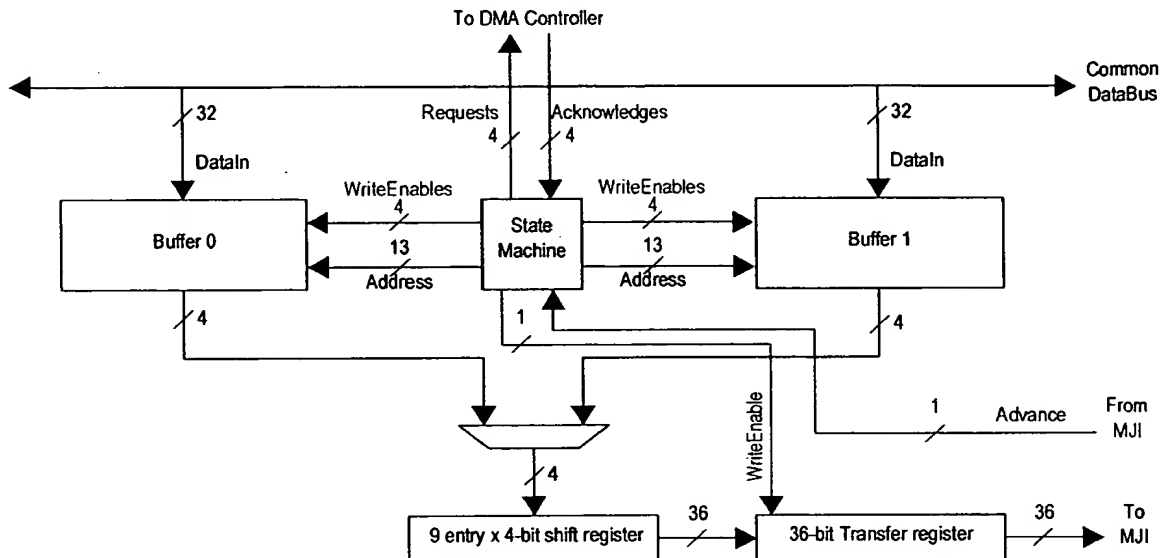 To DMA Controller
Common
DataBus
32
Requests
Acknowledges
32
4
4
DataIn
DataIn
WriteEnables
WriteEnables
4
State
4
Buffer 0
Machine
Buffer 1
13
13
Address
Address
4
1
4
1
Advance
From
MJI
WriteEnable
4
9 entry x 4-bit shift register
36
36-bit Transfer register
36
To
MJI